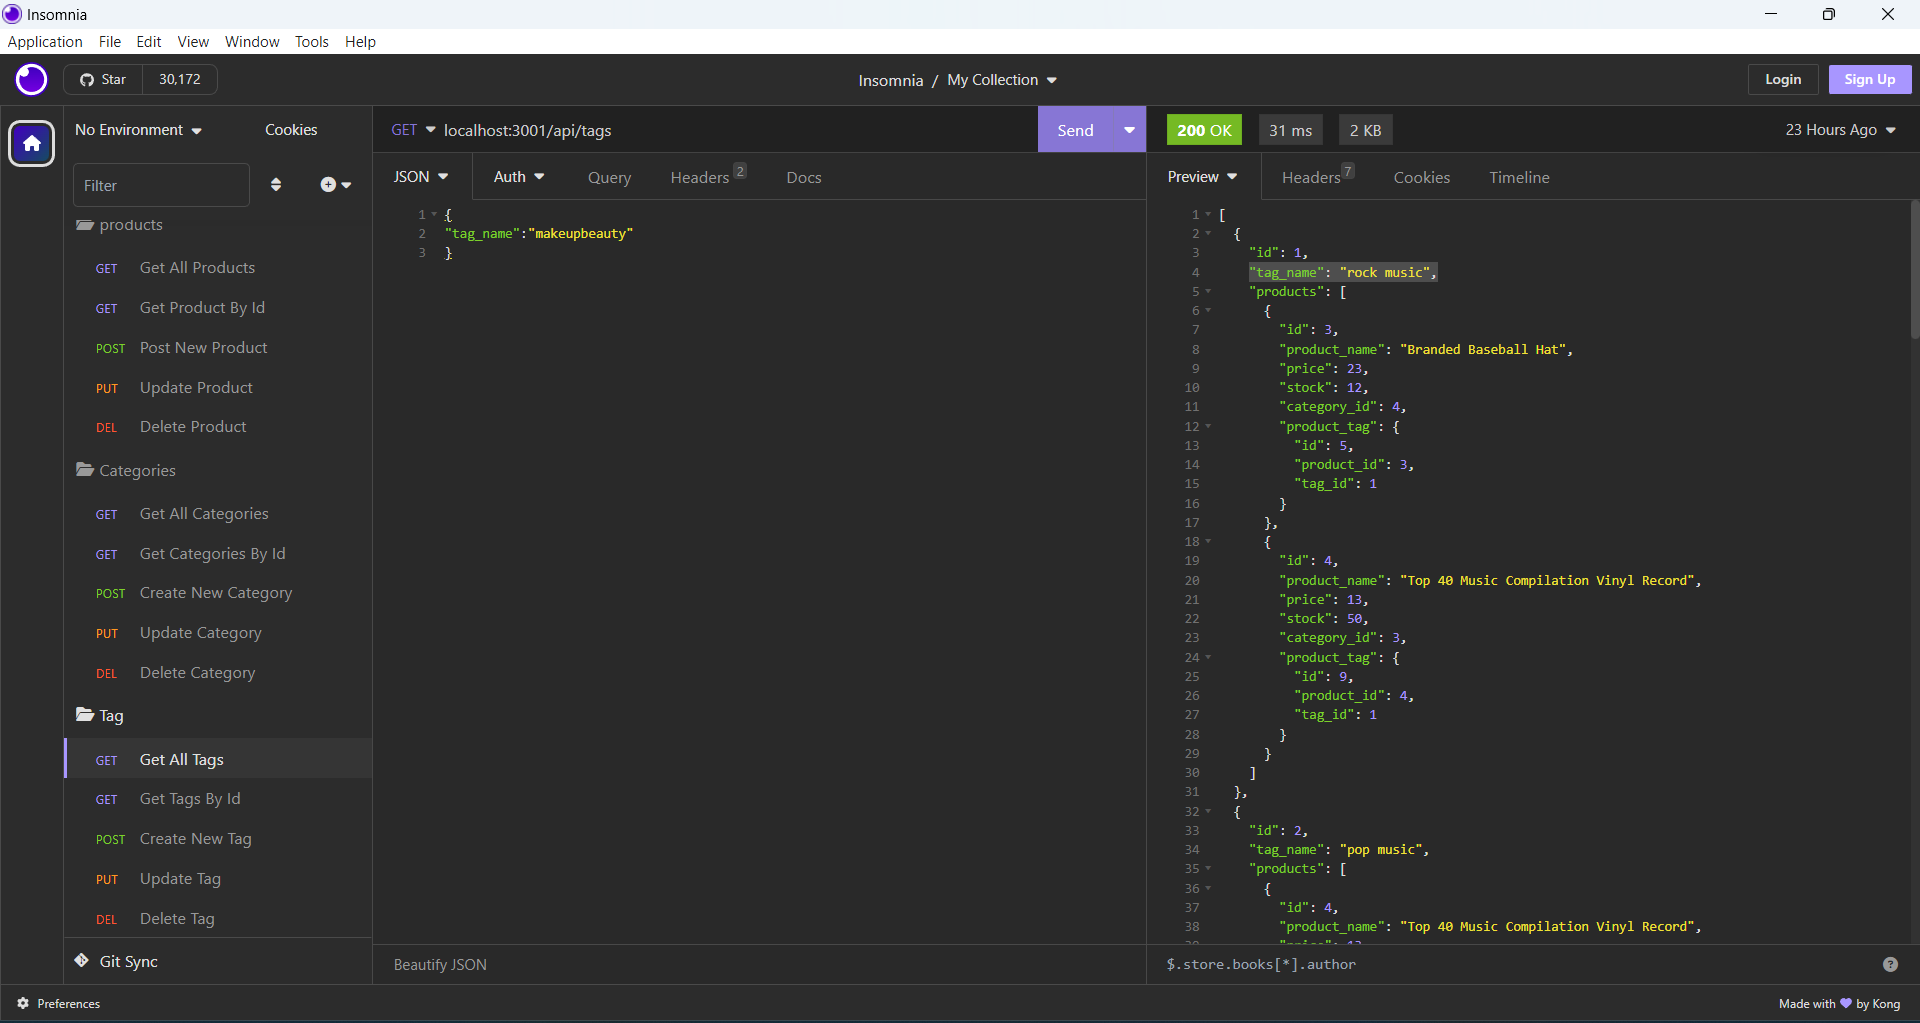 Insomnia
Application File Edit View Window Tools Help
Star 30,172
Insomnia / My Collection
Login Sign Up
No Environment Cookies
GET localhost:3001/api/tags
Send
200 OK 31 ms 2 KB
23 Hours Ago
Filter
JSON Auth Query Headers 2 Docs
Preview Headers 7 Cookies Timeline
products
GET Get All Products
GET Get Product By Id
POST Post New Product
PUT Update Product
DEL Delete Product
Categories
GET Get All Categories
GET Get Categories By Id
POST Create New Category
PUT Update Category
DEL Delete Category
Tag
GET Get All Tags
GET Get Tags By Id
POST Create New Tag
PUT Update Tag
DEL Delete Tag
Git Sync
1 {
2 "tag_name":"makeupbeauty"
3 }
Beautify JSON
1 [
2 {
3 "id": 1,
4 "tag_name": "rock music",
5 "products": [
6 {
7 "id": 3,
8 "product_name": "Branded Baseball Hat",
9 "price": 23,
10 "stock": 12,
11 "category_id": 4,
12 "product_tag": {
13 "id": 5,
14 "product_id": 3,
15 "tag_id": 1
16 }
17 },
18 {
19 "id": 4,
20 "product_name": "Top 40 Music Compilation Vinyl Record",
21 "price": 13,
22 "stock": 50,
23 "category_id": 3,
24 "product_tag": {
25 "id": 9,
26 "product_id": 4,
27 "tag_id": 1
28 }
29 }
30 ]
31 },
32 {
33 "id": 2,
34 "tag_name": "pop music",
35 "products": [
36 {
37 "id": 4,
38 "product_name": "Top 40 Music Compilation Vinyl Record",
$.store.books[*].author
Preferences
Made with 💜 by Kong